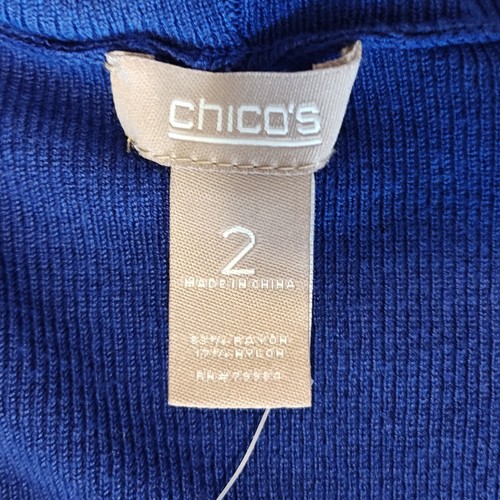 chico's
2
MADE IN CHINA
83% RAYON
17% NYLON